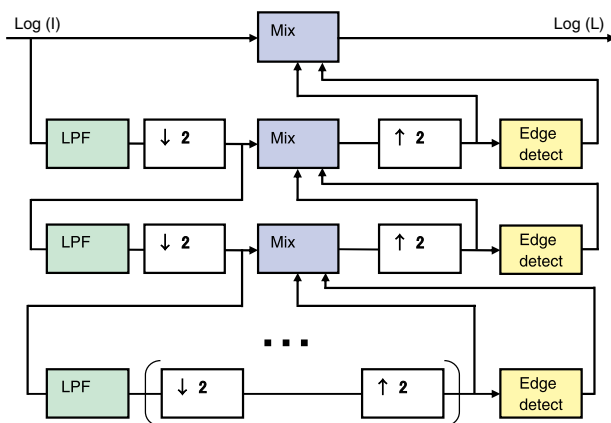 Log (I)
Mix
Log (L)
LPF
↓ 2
Mix
↑ 2
Edge
detect
LPF
↓ 2
Mix
↑ 2
Edge
detect
...
LPF
↓ 2
↑ 2
Edge
detect